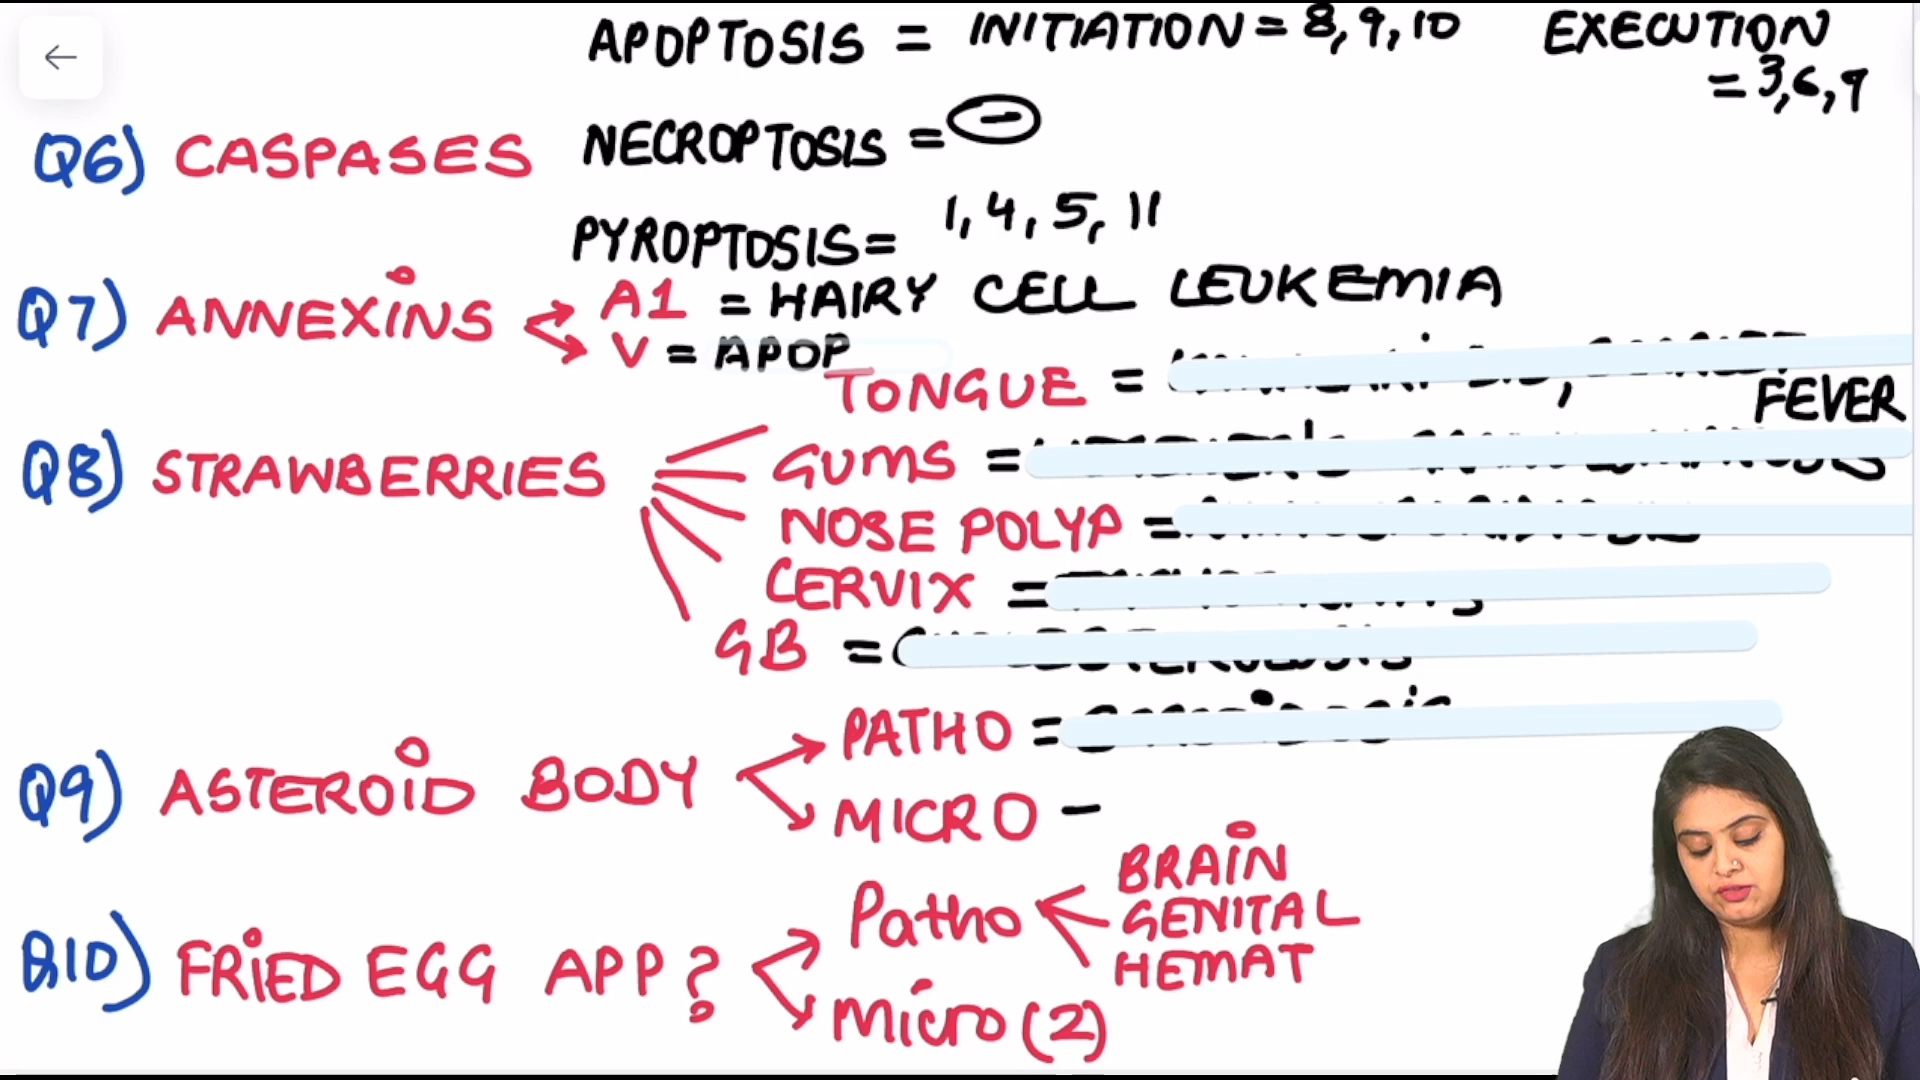 APOPTOSIS = INITIATION = 8, 9, 10 EXECUTION = 3, 6, 9
Q6) CASPASES
NECROPTOSIS = -
PYROPTOSIS = 1, 4, 5, 11
Q7) ANNEXINS
A1 = HAIRY CELL LEUKEMIA
V = APOP
Q8) STRAWBERRIES
TONGUE =
FEVER
GUMS =
NOSE POLYP =
CERVIX =
GB =
Q9) ASTEROID BODY
PATHO =
MICRO -
Q10) FRIED EGG APP?
Patho
BRAIN
GENITAL
HEMAT
Micro (2)